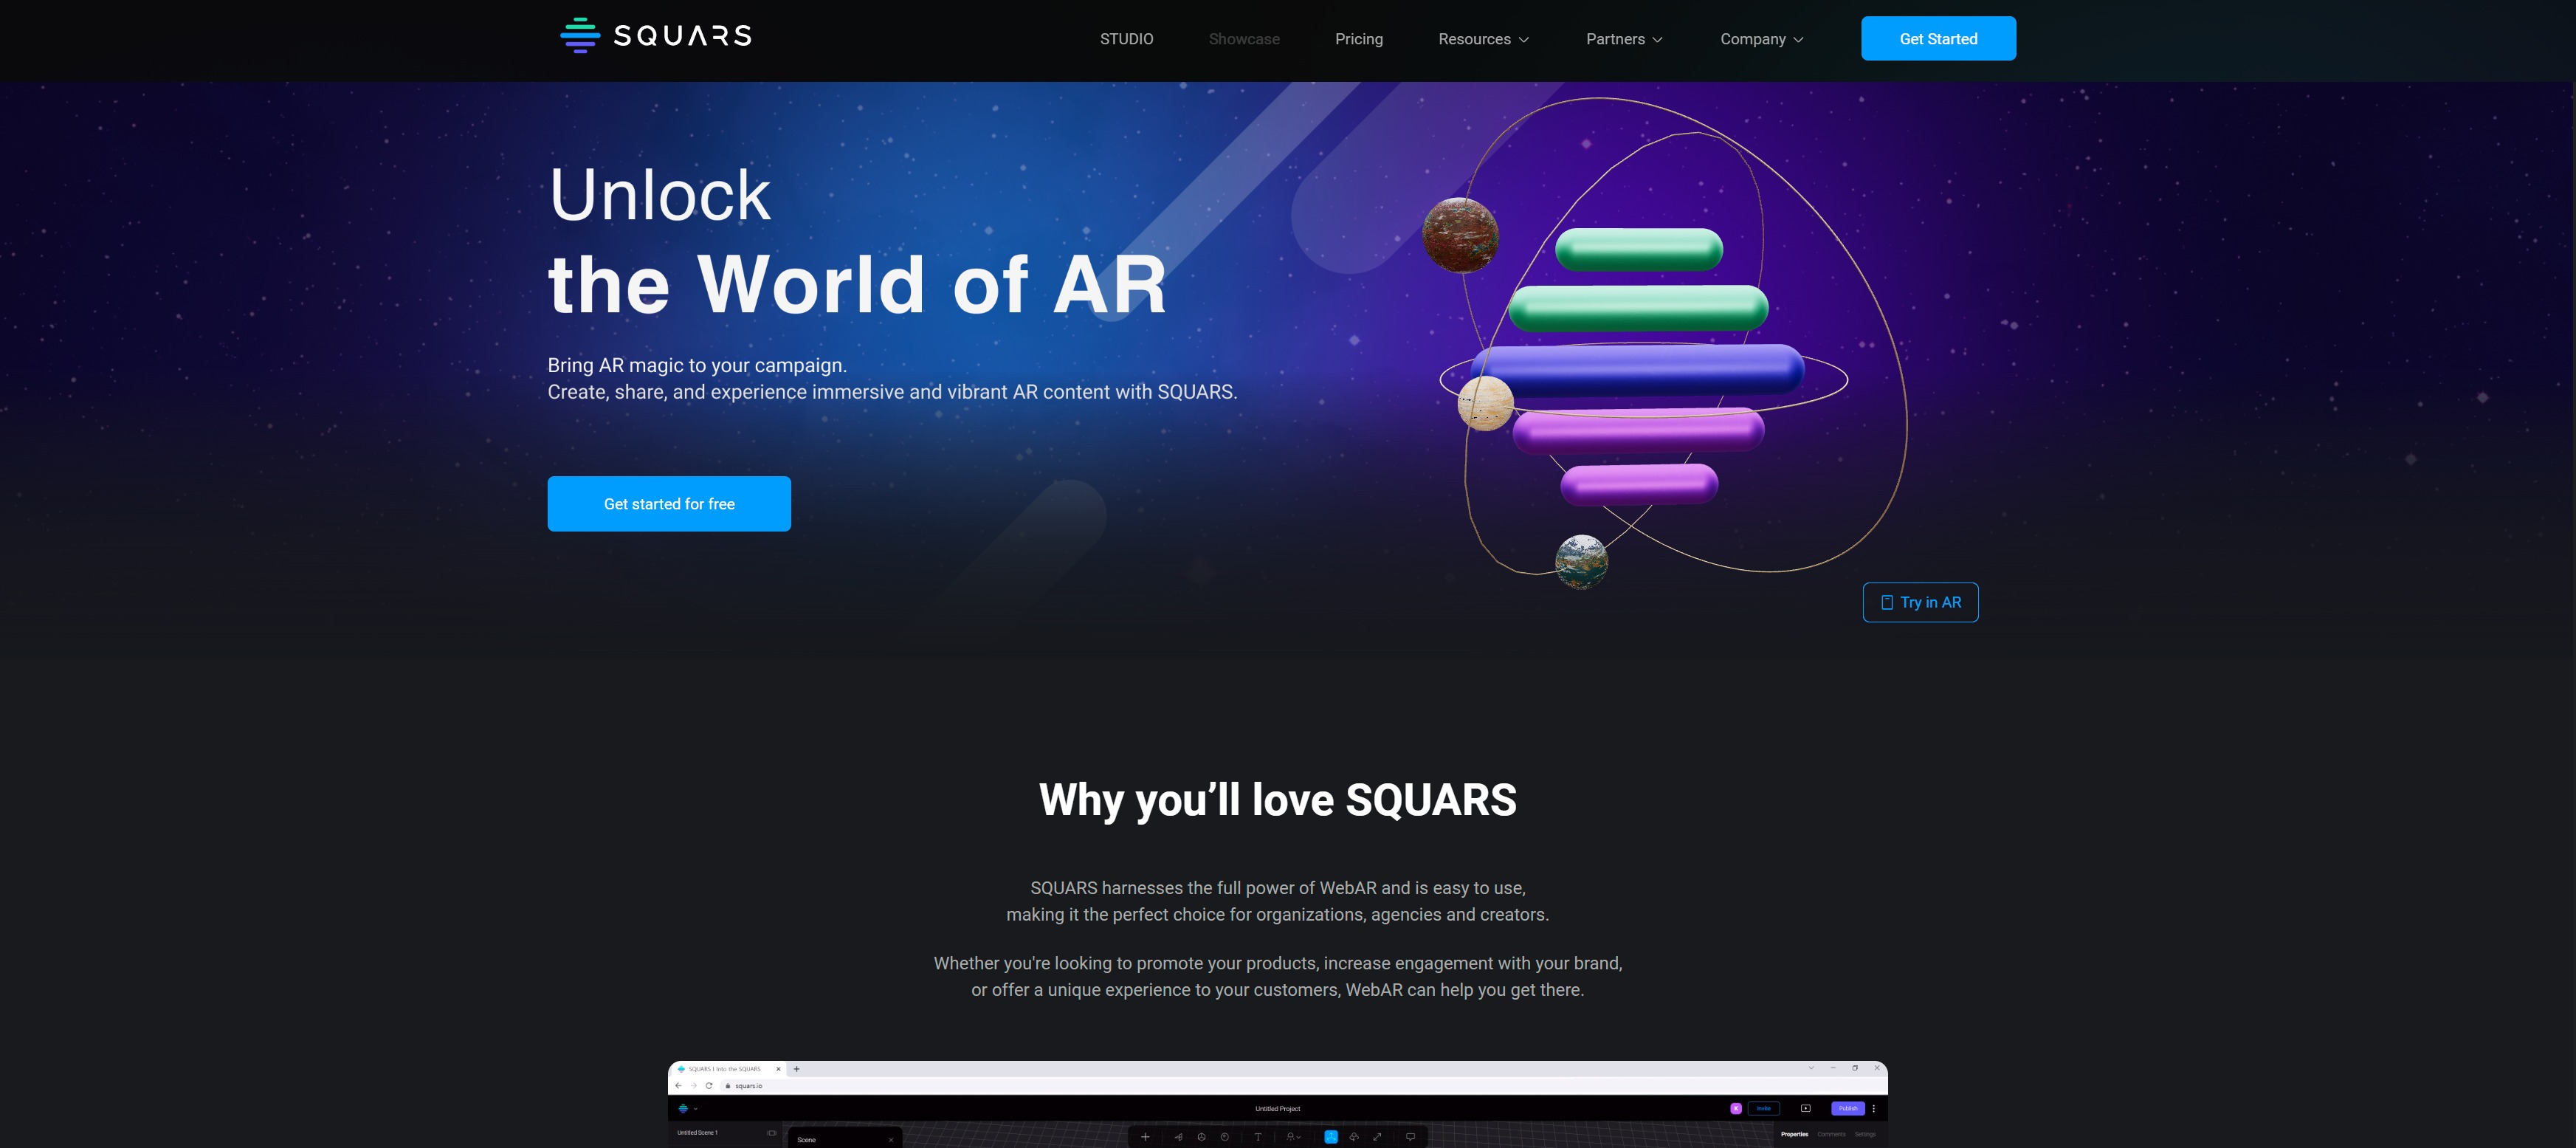 SQUARS
STUDIO
Showcase
Pricing
Resources
Partners
Company
Get Started
Unlock
the World of AR
Bring AR magic to your campaign.
Create, share, and experience immersive and vibrant AR content with SQUARS.
Get started for free
Try in AR
Why you’ll love SQUARS
SQUARS harnesses the full power of WebAR and is easy to use,
making it the perfect choice for organizations, agencies and creators.
Whether you're looking to promote your products, increase engagement with your brand,
or offer a unique experience to your customers, WebAR can help you get there.
SQUARS I Into the SQUARS
squars.io
Untitled Project
K
Invite
Publish
Untitled Scene 1
Scene
Properties
Comments
Settings